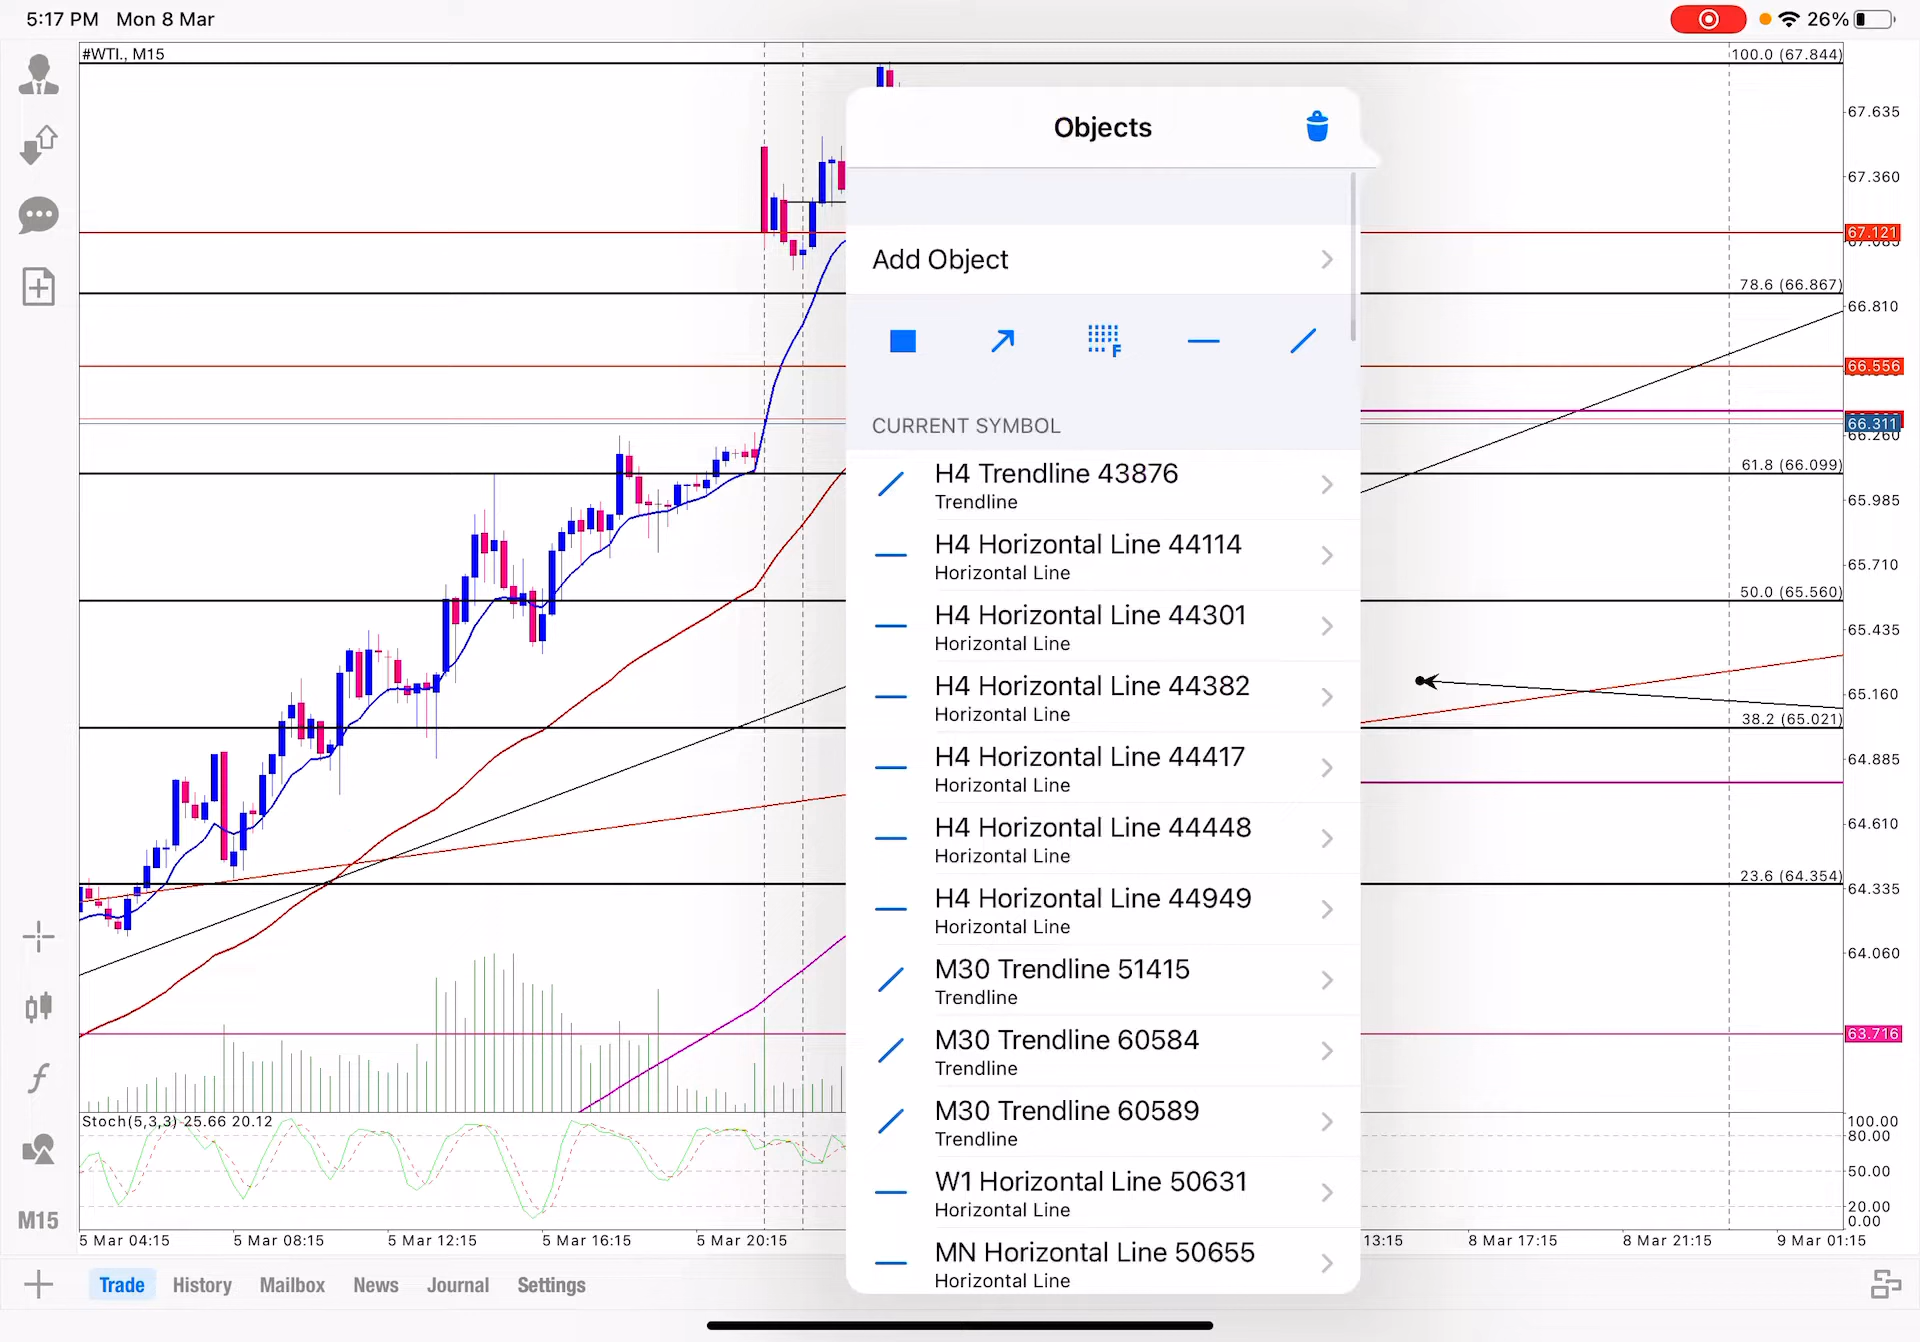 5:17 PM Mon 8 Mar
26%
#WTI., M15
100.0 (67.844)
67.635
67.360
67.121
78.6 (66.867)
66.810
66.556
66.311
66.260
61.8 (66.099)
65.985
65.710
50.0 (65.560)
65.435
65.160
38.2 (65.021)
64.885
64.610
23.6 (64.354)
64.335
64.060
63.716
Objects
Add Object
F
CURRENT SYMBOL
H4 Trendline 43876
Trendline
H4 Horizontal Line 44114
Horizontal Line
H4 Horizontal Line 44301
Horizontal Line
H4 Horizontal Line 44382
Horizontal Line
H4 Horizontal Line 44417
Horizontal Line
H4 Horizontal Line 44448
Horizontal Line
H4 Horizontal Line 44949
Horizontal Line
M30 Trendline 51415
Trendline
M30 Trendline 60584
Trendline
M30 Trendline 60589
Trendline
W1 Horizontal Line 50631
Horizontal Line
MN Horizontal Line 50655
Horizontal Line
Stoch(5,3,3) 25.66 20.12
100.00
80.00
50.00
20.00
0.00
M15
5 Mar 04:15 5 Mar 08:15 5 Mar 12:15 5 Mar 16:15 5 Mar 20:15 13:15 8 Mar 17:15 8 Mar 21:15 9 Mar 01:15
Trade History Mailbox News Journal Settings